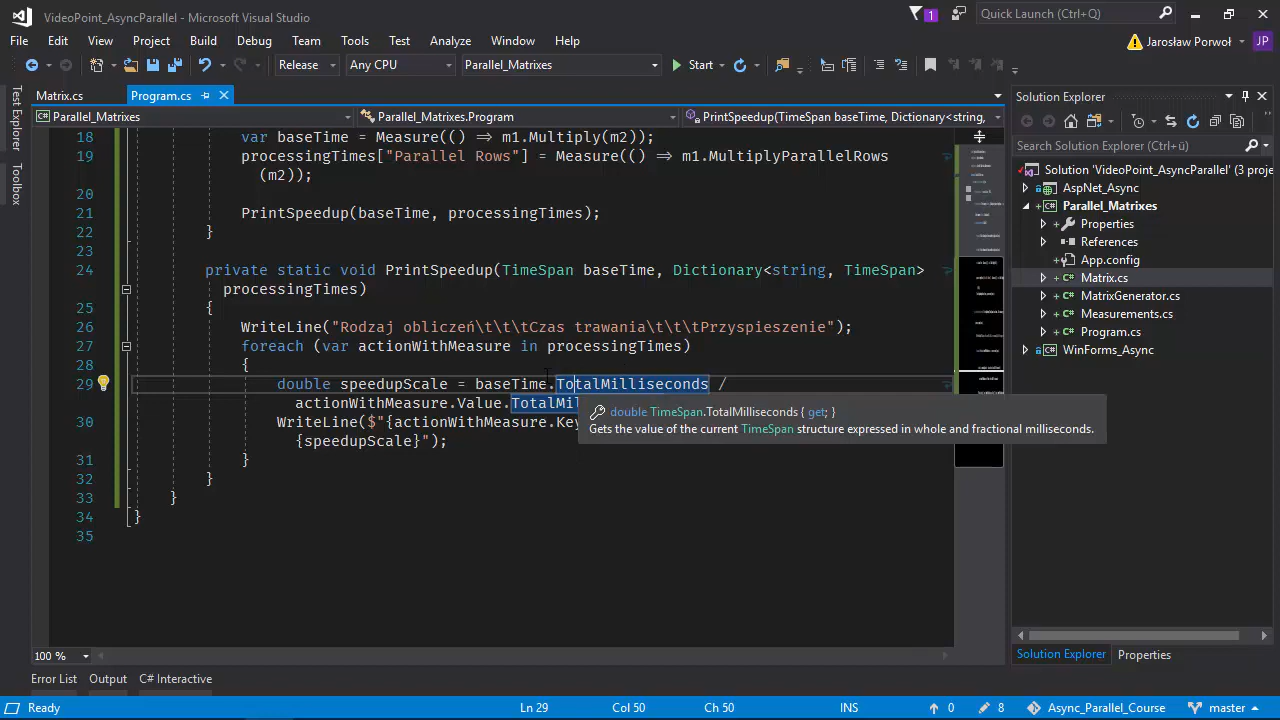 VideoPoint_AsyncParallel - Microsoft Visual Studio
1
Quick Launch (Ctrl+Q)
File Edit View Project Build Debug Team Tools Test Analyze Window Help
Jarosław Porwoł
JP
Release
Any CPU
Parallel_Matrixes
Start
Test Explorer
Toolbox
Matrix.cs
Program.cs
Parallel_Matrixes
Parallel_Matrixes.Program
PrintSpeedup(TimeSpan baseTime, Dictionary<string,
18 var baseTime = Measure(() => m1.Multiply(m2));
19 processingTimes["Parallel Rows"] = Measure(() => m1.MultiplyParallelRows
(m2));
20
21 PrintSpeedup(baseTime, processingTimes);
22 }
23
24 private static void PrintSpeedup(TimeSpan baseTime, Dictionary<string, TimeSpan>
processingTimes)
25 {
26 WriteLine("Rodzaj obliczeń\t\t\tCzas trawania\t\t\tPrzyspieszenie");
27 foreach (var actionWithMeasure in processingTimes)
28 {
29 double speedupScale = baseTime.TotalMilliseconds /
actionWithMeasure.Value.TotalMil
30 WriteLine($"{actionWithMeasure.Key
{speedupScale}");
31 }
32 }
33 }
34 }
35
double TimeSpan.TotalMilliseconds { get; }
Gets the value of the current TimeSpan structure expressed in whole and fractional milliseconds.
100 %
Solution Explorer
Search Solution Explorer (Ctrl+ü)
Solution 'VideoPoint_AsyncParallel' (3 proje
AspNet_Async
Parallel_Matrixes
Properties
References
App.config
Matrix.cs
MatrixGenerator.cs
Measurements.cs
Program.cs
WinForms_Async
Solution Explorer Properties
Error List Output C# Interactive
Ready
Ln 29
Col 50
Ch 50
INS
0
8
Async_Parallel_Course
master